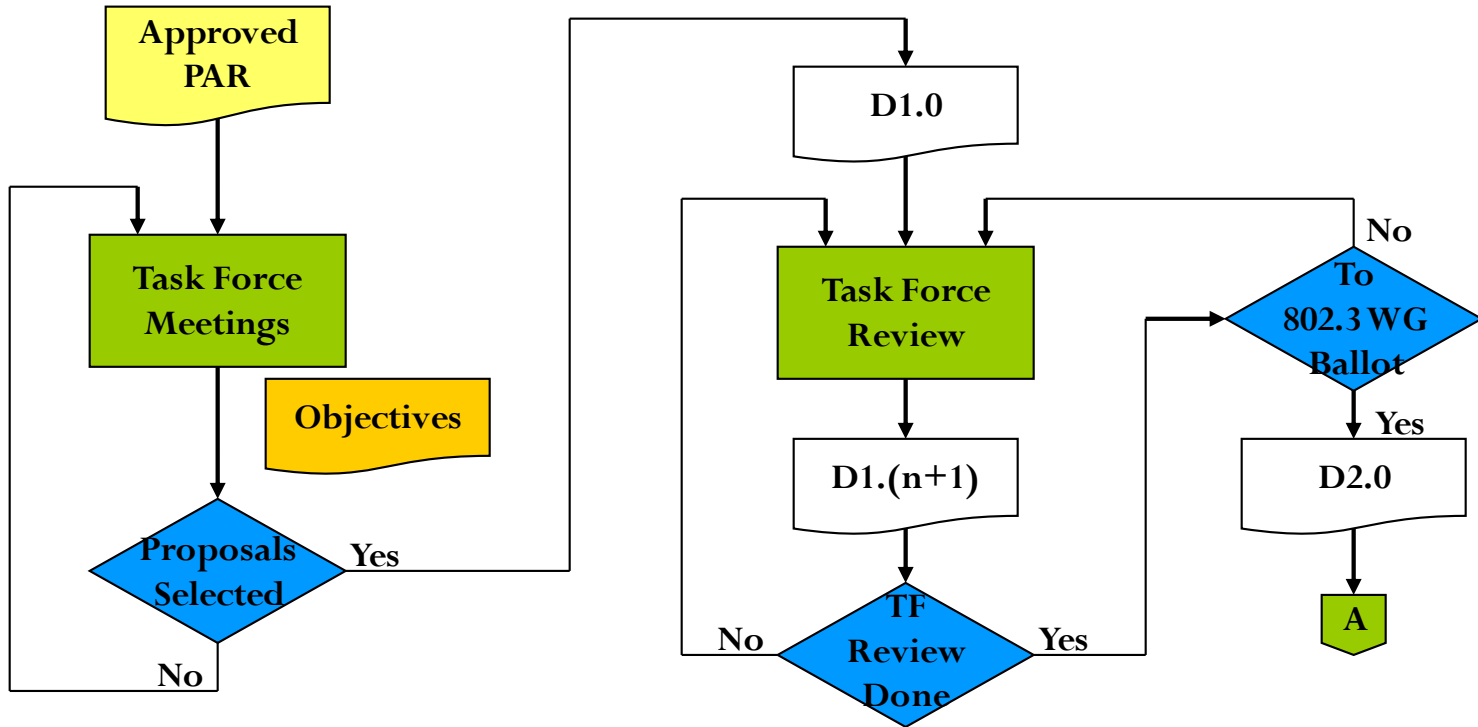 Approved
PAR
Task Force
Meetings
Objectives
Proposals
Selected
Yes
No
D1.0
Task Force
Review
D1.(n+1)
TF
Review
Done
No
Yes
To
802.3 WG
Ballot
No
Yes
D2.0
A